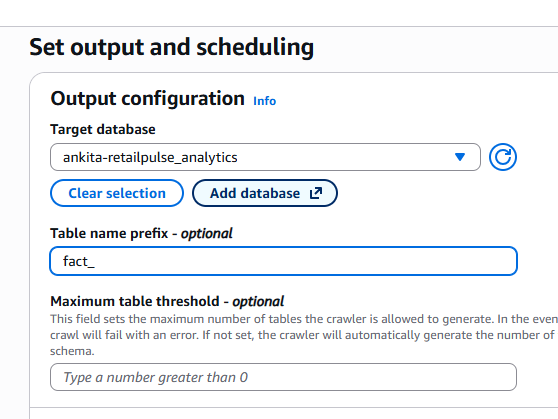 Set output and scheduling
Output configuration Info
Target database
ankita-retailpulse_analytics
Clear selection
Add database
Table name prefix - optional
fact_
Maximum table threshold - optional
This field sets the maximum number of tables the crawler is allowed to generate. In the even
crawl will fail with an error. If not set, the crawler will automatically generate the number of
schema.
Type a number greater than 0